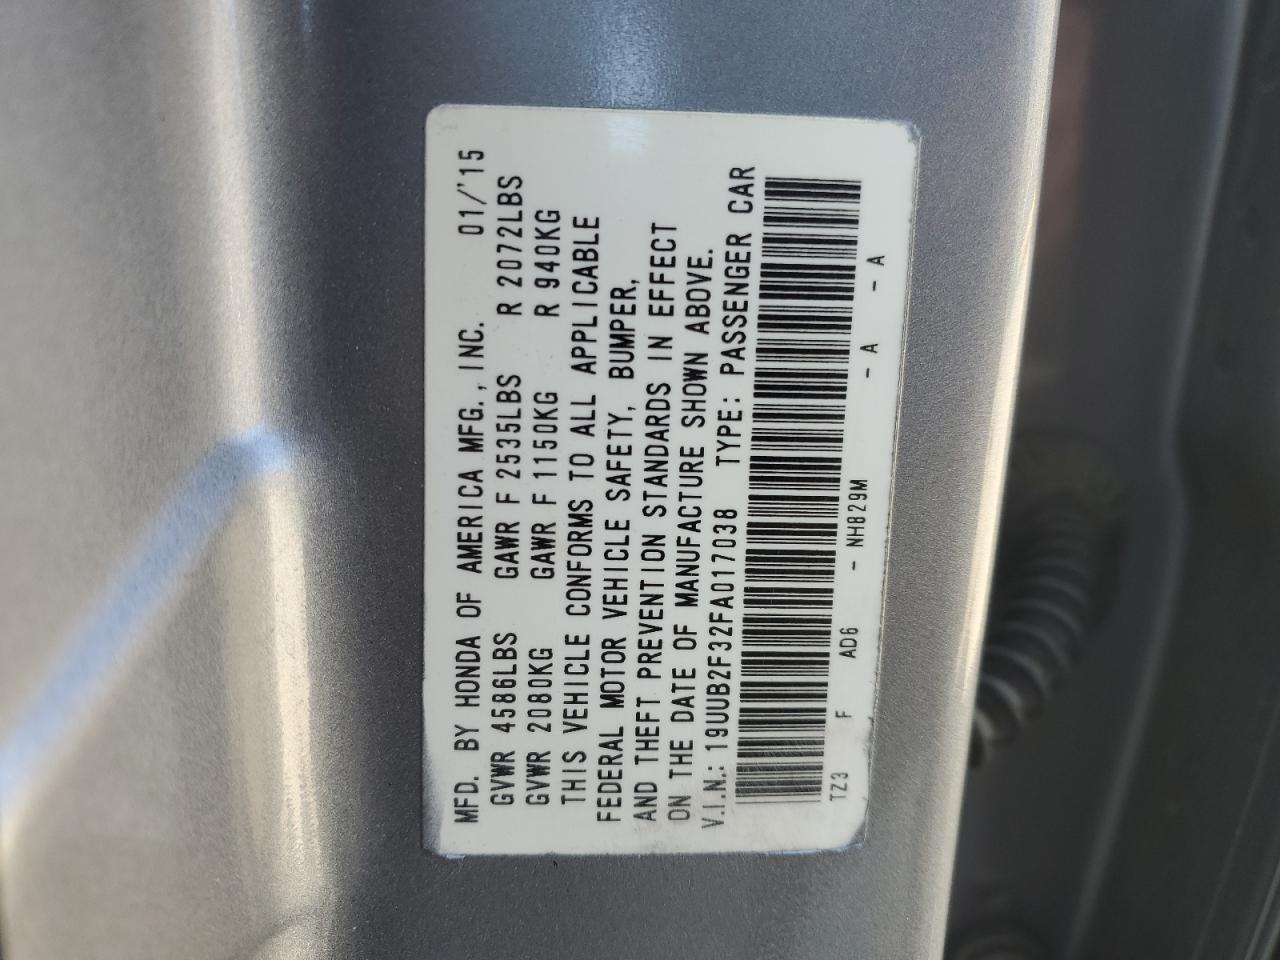 MFD. BY HONDA OF AMERICA MFG., INC. 01/'15
GVWR 4586LBS GAWR F 2535LBS R 2072LBS
GVWR 2080KG GAWR F 1150KG R 940KG
THIS VEHICLE CONFORMS TO ALL APPLICABLE
FEDERAL MOTOR VEHICLE SAFETY, BUMPER,
AND THEFT PREVENTION STANDARDS IN EFFECT
ON THE DATE OF MANUFACTURE SHOWN ABOVE.
V.I.N.: 19UUB2F32FA017038 TYPE: PASSENGER CAR
TZ3 F AD6 - NH829M - A - A